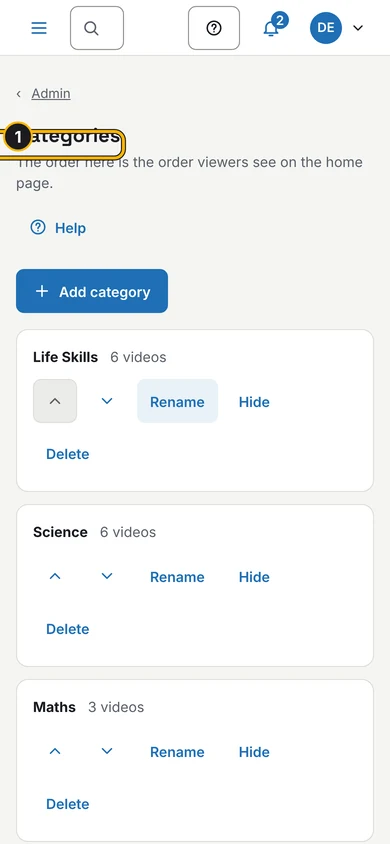 2
DE
‹ Admin
1
ategories
The order here is the order viewers see on the home
page.
Help
+ Add category
Life Skills 6 videos
Rename Hide
Delete
Science 6 videos
Rename Hide
Delete
Maths 3 videos
Rename Hide
Delete